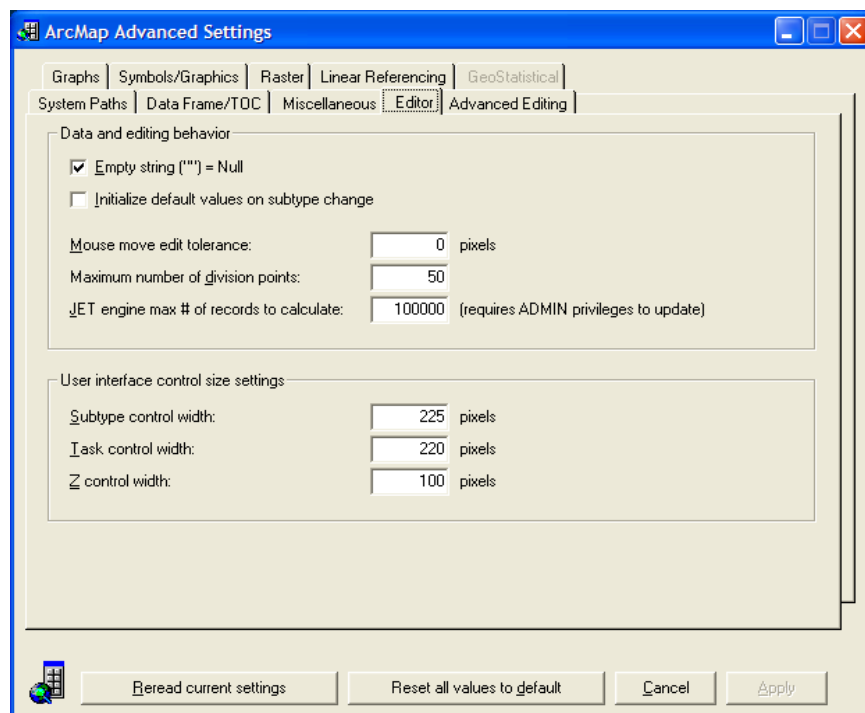 ArcMap Advanced Settings
Graphs Symbols/Graphics Raster Linear Referencing GeoStatistical
System Paths Data Frame/TOC Miscellaneous Editor Advanced Editing
Data and editing behavior
Empty string ("") = Null
Initialize default values on subtype change
Mouse move edit tolerance: 0 pixels
Maximum number of division points: 50
JET engine max # of records to calculate: 100000 (requires ADMIN privileges to update)
User interface control size settings
Subtype control width: 225 pixels
Task control width: 220 pixels
Z control width: 100 pixels
Reread current settings Reset all values to default Cancel Apply